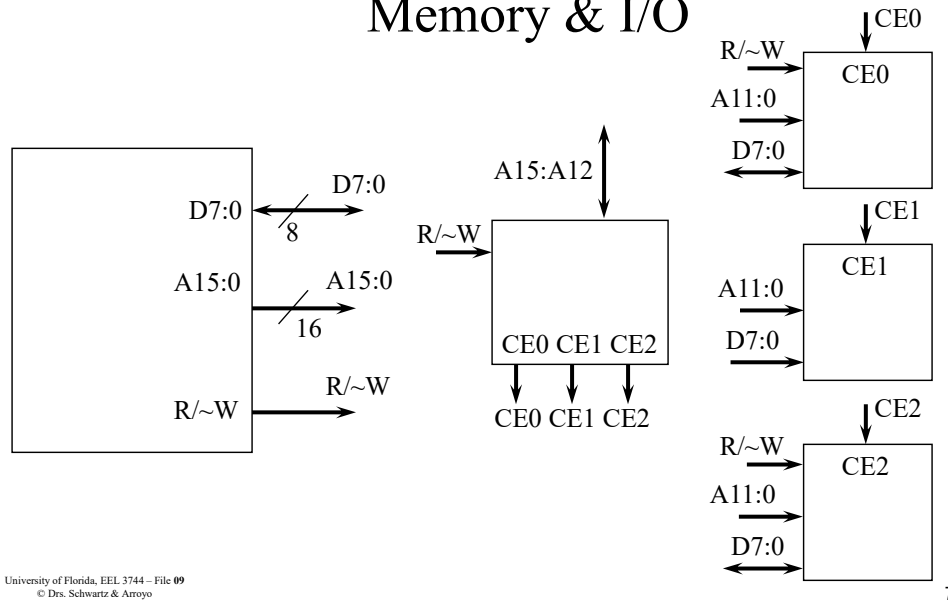 Memory & I/O
D7:0
D7:0
8
A15:0
A15:0
16
R/~W
R/~W
A15:A12
R/~W
CE0 CE1 CE2
CE0 CE1 CE2
CE0
R/~W
CE0
A11:0
D7:0
CE1
CE1
A11:0
D7:0
CE2
R/~W
CE2
A11:0
D7:0
University of Florida, EEL 3744 – File 09
© Drs. Schwartz & Arroyo